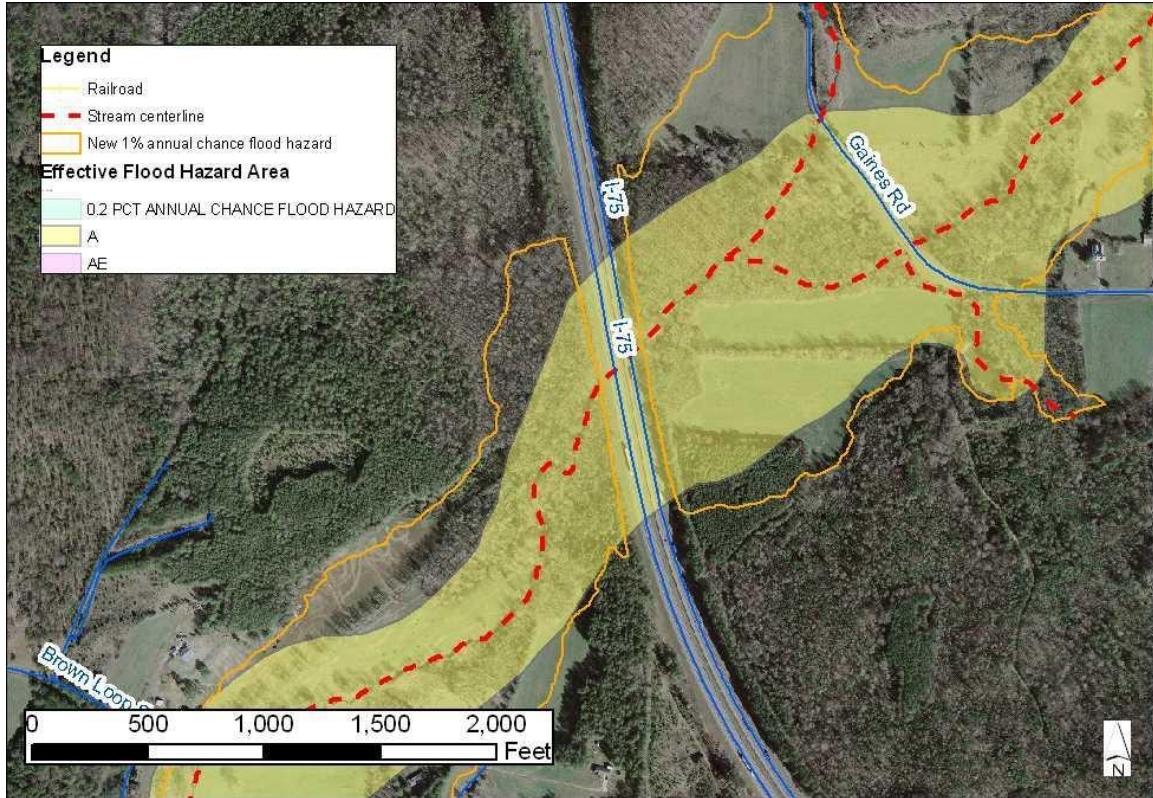 Legend
Railroad
Stream centerline
New 1% annual chance flood hazard
Effective Flood Hazard Area
0.2 PCT ANNUAL CHANCE FLOOD HAZARD
A
AE
I-75
I-75
Gaines Rd
Brown Loop
0 500 1,000 1,500 2,000
Feet
N